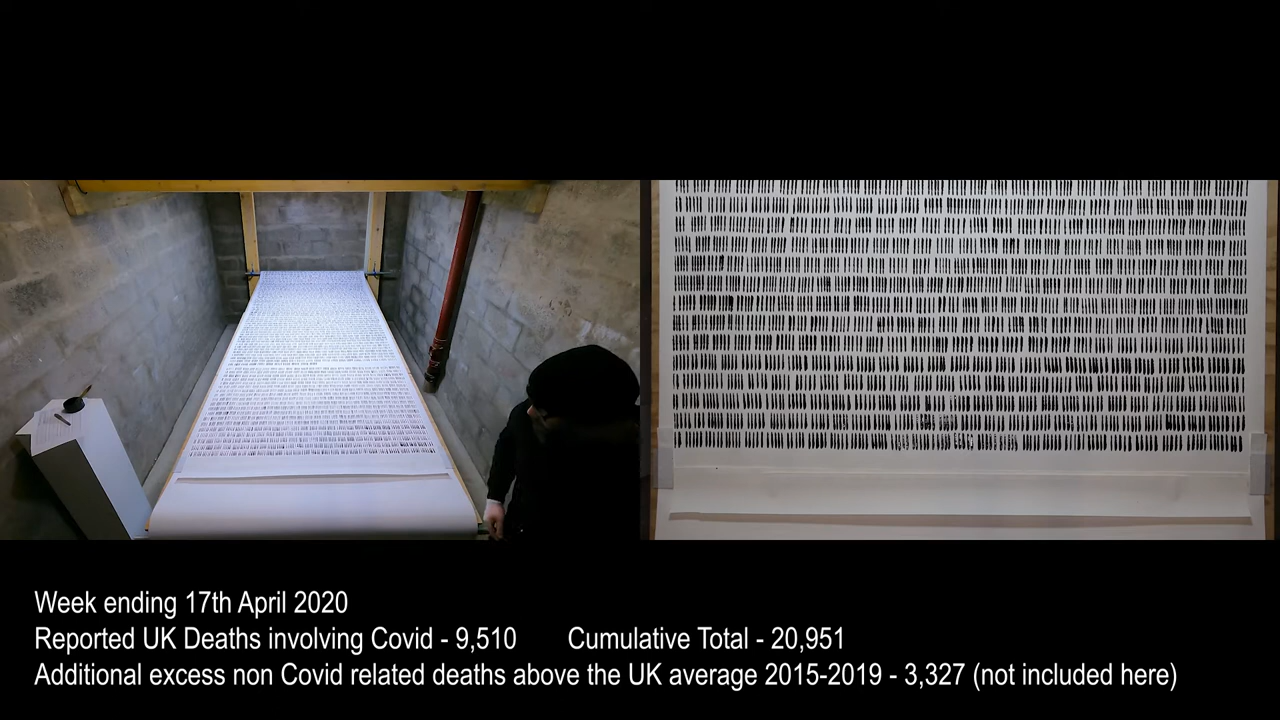 Week ending 17th April 2020
Reported UK Deaths involving Covid - 9,510 Cumulative Total - 20,951
Additional excess non Covid related deaths above the UK average 2015-2019 - 3,327 (not included here)